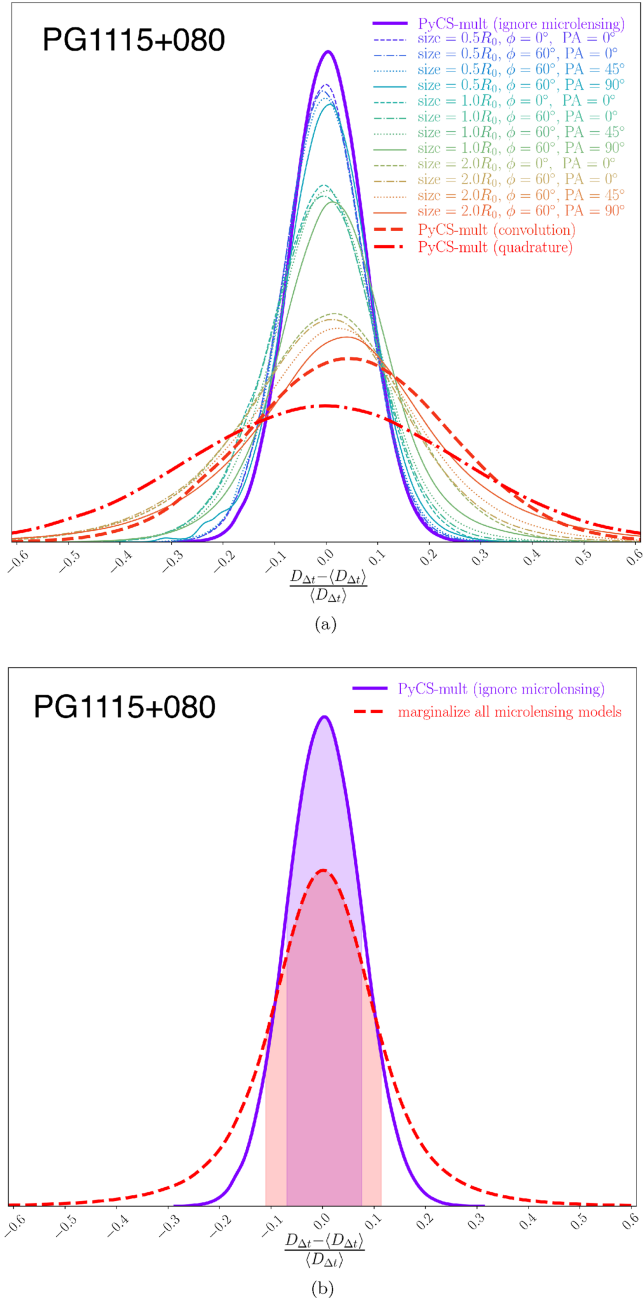 PG1115+080
PyCS-mult (ignore microlensing)
size = 0.5R₀, ϕ = 0°, PA = 0°
size = 0.5R₀, ϕ = 60°, PA = 0°
size = 0.5R₀, ϕ = 60°, PA = 45°
size = 0.5R₀, ϕ = 60°, PA = 90°
size = 1.0R₀, ϕ = 0°, PA = 0°
size = 1.0R₀, ϕ = 60°, PA = 0°
size = 1.0R₀, ϕ = 60°, PA = 45°
size = 1.0R₀, ϕ = 60°, PA = 90°
size = 2.0R₀, ϕ = 0°, PA = 0°
size = 2.0R₀, ϕ = 60°, PA = 0°
size = 2.0R₀, ϕ = 60°, PA = 45°
size = 2.0R₀, ϕ = 60°, PA = 90°
PyCS-mult (convolution)
PyCS-mult (quadrature)
−0.6 −0.5 −0.4 −0.3 −0.2 −0.1 0.0 0.1 0.2 0.3 0.4 0.5 0.6
D_Δt−⟨D_Δt⟩
⟨D_Δt⟩
(a)
PG1115+080
PyCS-mult (ignore microlensing)
marginalize all microlensing models
−0.6 −0.5 −0.4 −0.3 −0.2 −0.1 0.0 0.1 0.2 0.3 0.4 0.5 0.6
D_Δt−⟨D_Δt⟩
⟨D_Δt⟩
(b)